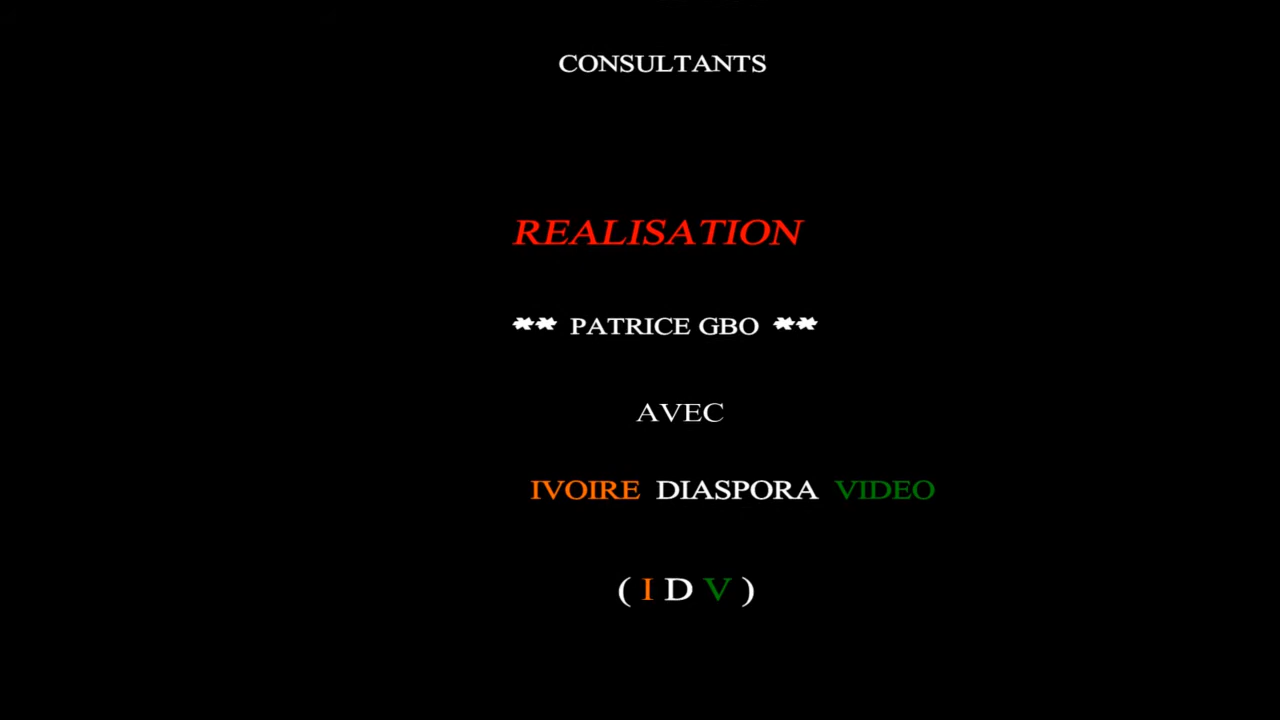 CONSULTANTS
REALISATION
** PATRICE GBO **
AVEC
IVOIRE DIASPORA VIDEO
( I D V )